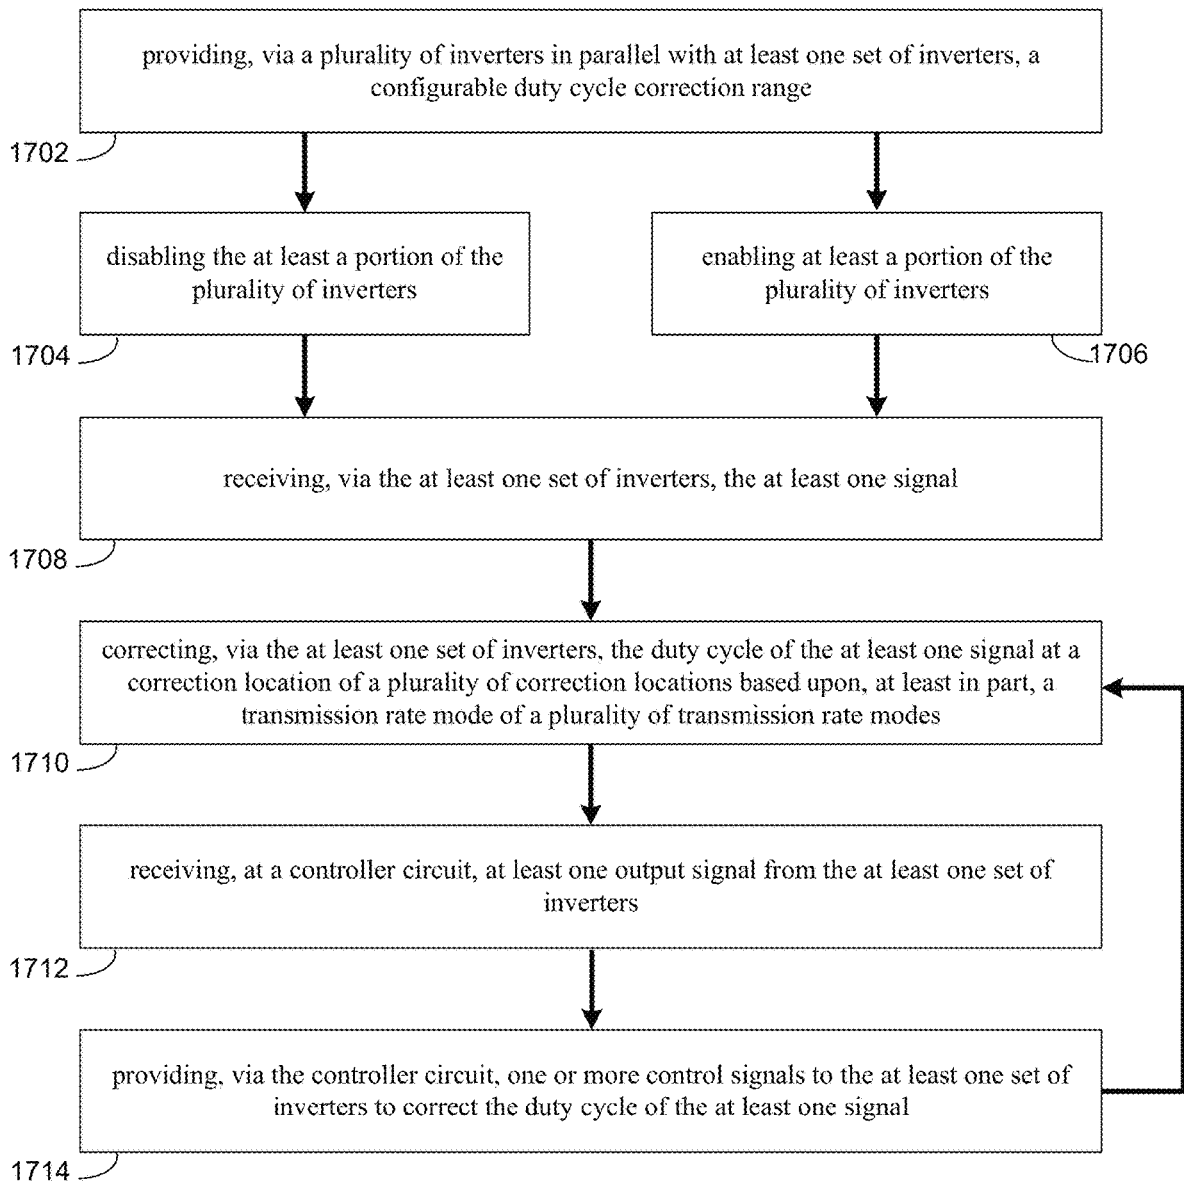 providing, via a plurality of inverters in parallel with at least one set of inverters, a
configurable duty cycle correction range
1702
disabling the at least a portion of the
plurality of inverters
1704
enabling at least a portion of the
plurality of inverters
1706
receiving, via the at least one set of inverters, the at least one signal
1708
correcting, via the at least one set of inverters, the duty cycle of the at least one signal at a
correction location of a plurality of correction locations based upon, at least in part, a
transmission rate mode of a plurality of transmission rate modes
1710
receiving, at a controller circuit, at least one output signal from the at least one set of
inverters
1712
providing, via the controller circuit, one or more control signals to the at least one set of
inverters to correct the duty cycle of the at least one signal
1714